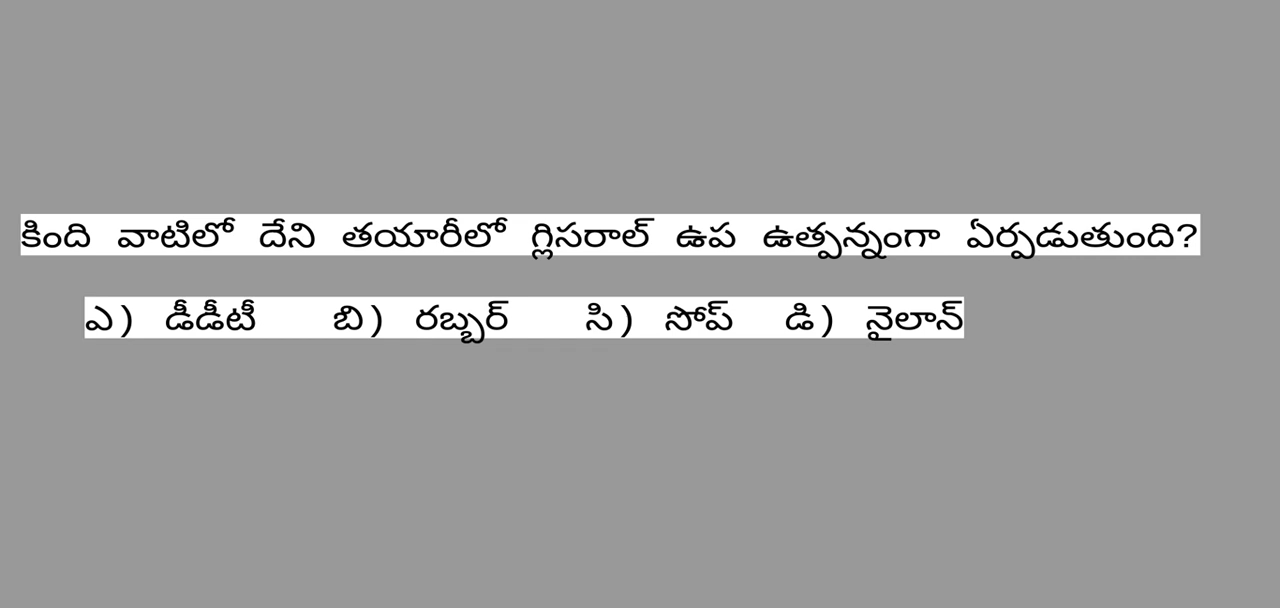 కింది వాటిలో దేని తయారీలో గ్లిసరాల్ ఉప ఉత్పన్నంగా ఏర్పడుతుంది?
ఎ) డీడీటీ బి) రబ్బర్ సి) సోప్ డి) నైలాన్